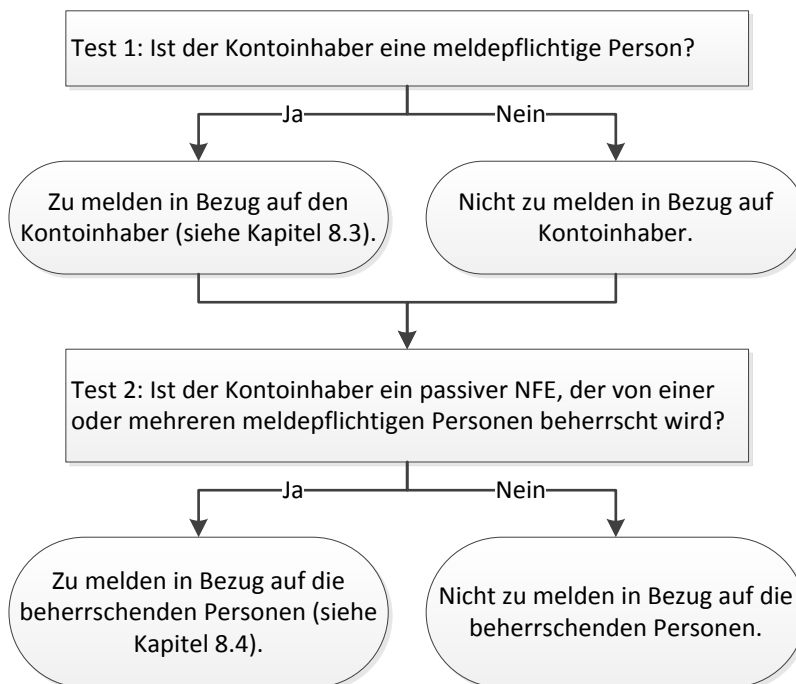 Test 1: Ist der Kontoinhaber eine meldepflichtige Person?
Ja
Nein
Zu melden in Bezug auf den
Kontoinhaber (siehe Kapitel 8.3).
Nicht zu melden in Bezug auf
Kontoinhaber.
Test 2: Ist der Kontoinhaber ein passiver NFE, der von einer
oder mehreren meldepflichtigen Personen beherrscht wird?
Ja
Nein
Zu melden in Bezug auf die
beherrschenden Personen (siehe
Kapitel 8.4).
Nicht zu melden in Bezug auf die
beherrschenden Personen.